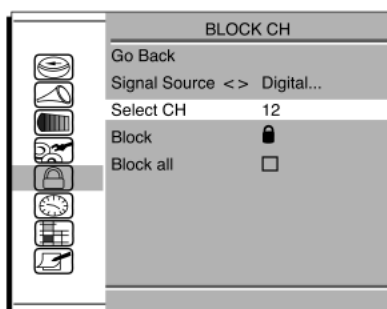 BLOCK CH
Go Back
Signal Source <> Digital...
Select CH 12
Block
Block all